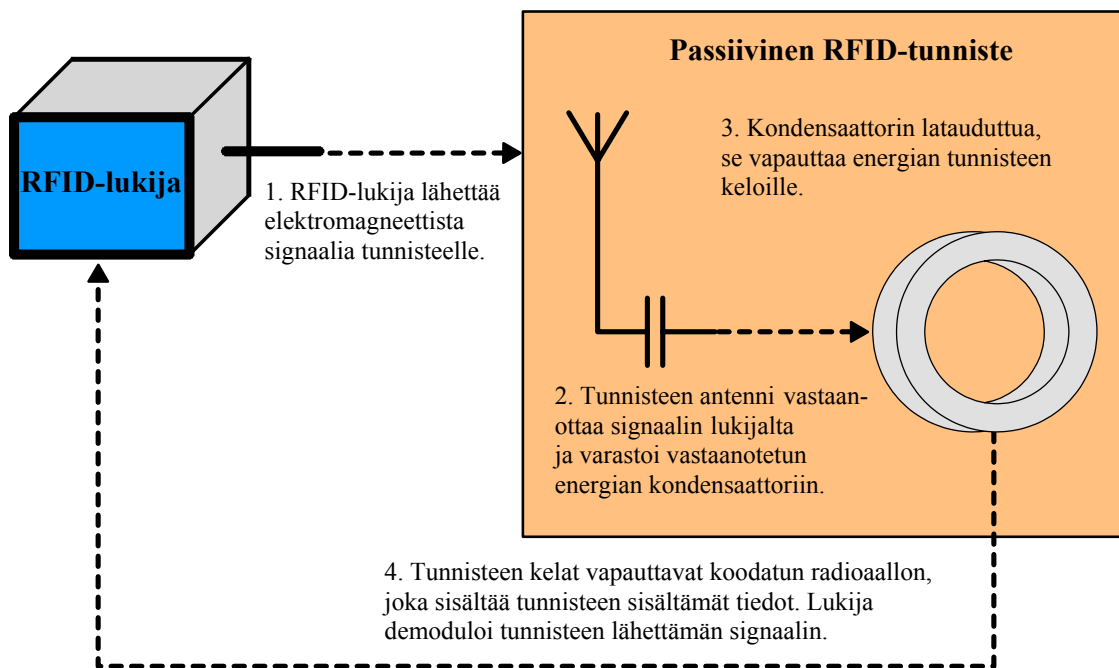 Passiivinen RFID-tunniste
RFID-lukija
1. RFID-lukija lähettää
elektromagneettista
signaalia tunnisteelle.
2. Tunnisteen antenni vastaan-
ottaa signaalin lukijalta
ja varastoi vastaanotetun
energian kondensaattoriin.
3. Kondensaattorin latauduttua,
se vapauttaa energian tunnisteen
keloille.
4. Tunnisteen kelat vapauttavat koodatun radioaallon,
joka sisältää tunnisteen sisältämät tiedot. Lukija
demoduloi tunnisteen lähettämän signaalin.